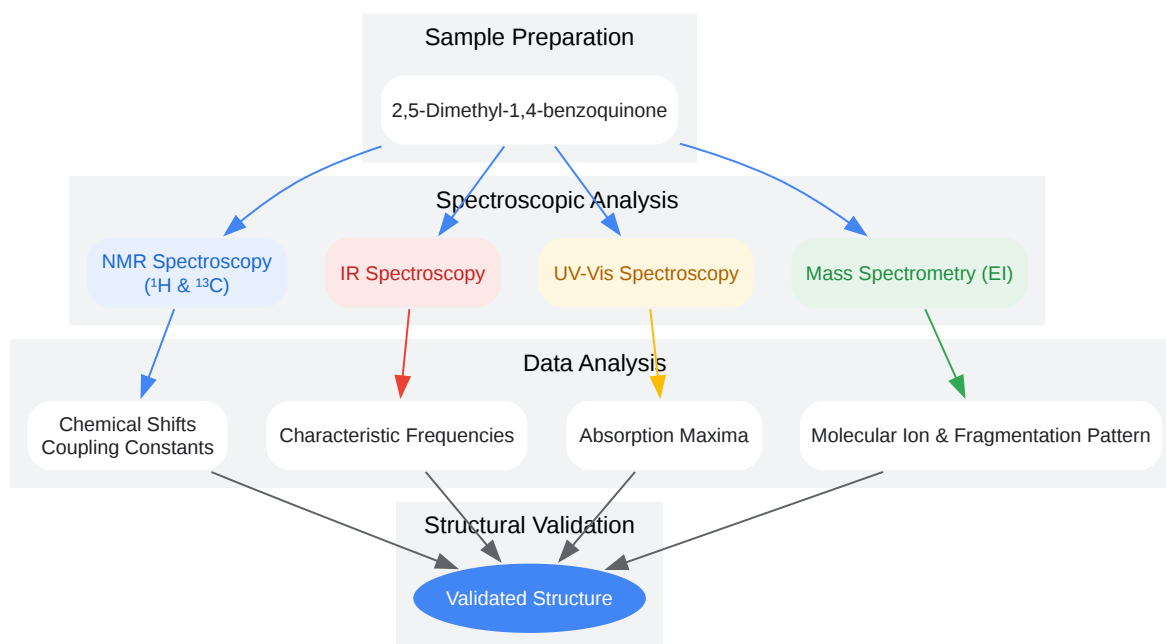 Sample Preparation
2,5-Dimethyl-1,4-benzoquinone
Spectroscopic Analysis
NMR Spectroscopy
(¹H & ¹³C)
IR Spectroscopy
UV-Vis Spectroscopy
Mass Spectrometry (EI)
Data Analysis
Chemical Shifts
Coupling Constants
Characteristic Frequencies
Absorption Maxima
Molecular Ion & Fragmentation Pattern
Structural Validation
Validated Structure